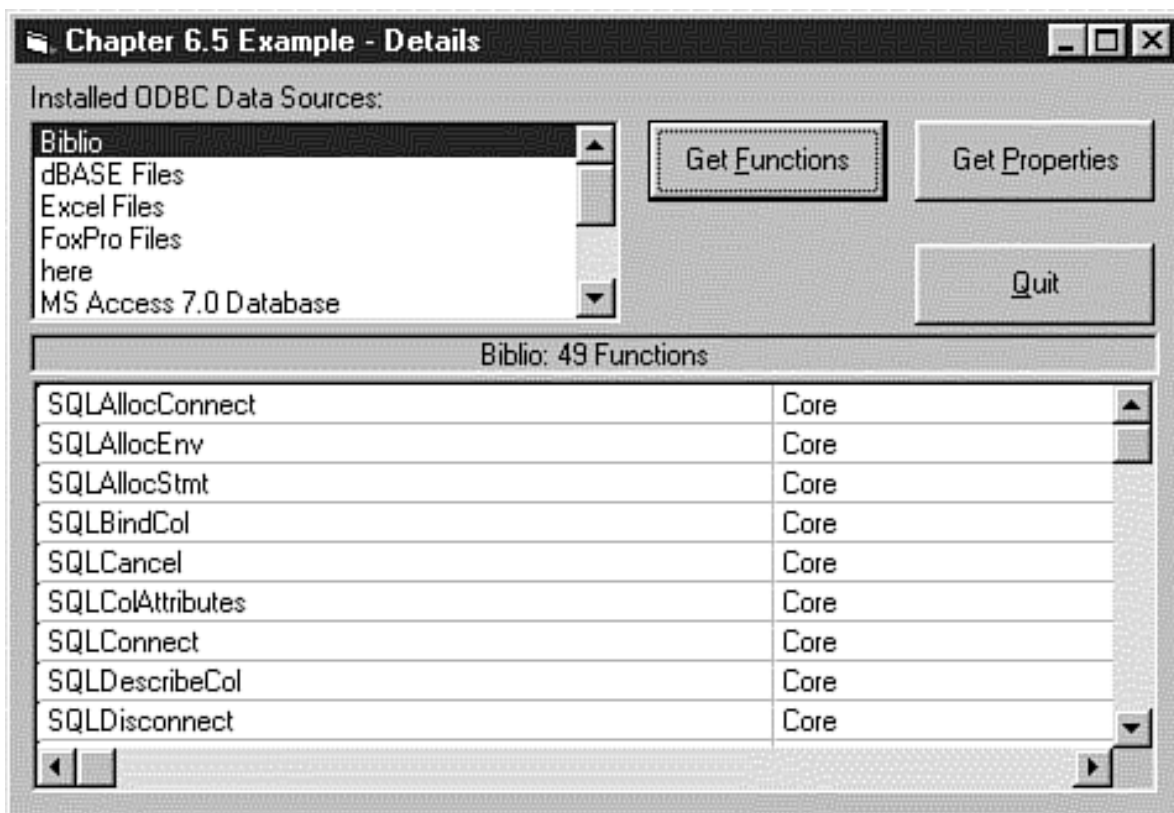 Chapter 6.5 Example - Details
Installed ODBC Data Sources:
Biblio
dBASE Files
Excel Files
FoxPro Files
here
MS Access 7.0 Database
Get Functions
Get Properties
Quit
Biblio: 49 Functions
SQLAllocConnect Core
SQLAllocEnv Core
SQLAllocStmt Core
SQLBindCol Core
SQLCancel Core
SQLColAttributes Core
SQLConnect Core
SQLDescribeCol Core
SQLDisconnect Core